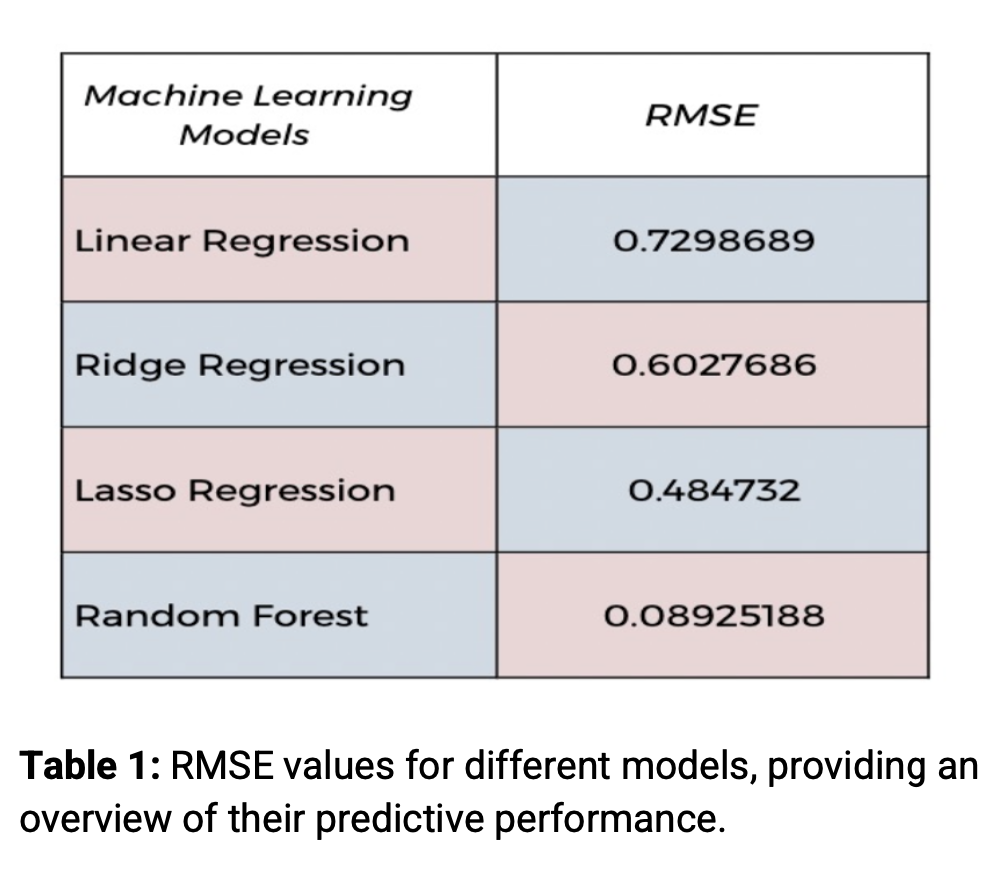 Machine Learning
Models
RMSE
Linear Regression
0.7298689
Ridge Regression
0.6027686
Lasso Regression
0.484732
Random Forest
0.08925188
Table 1: RMSE values for different models, providing an
overview of their predictive performance.